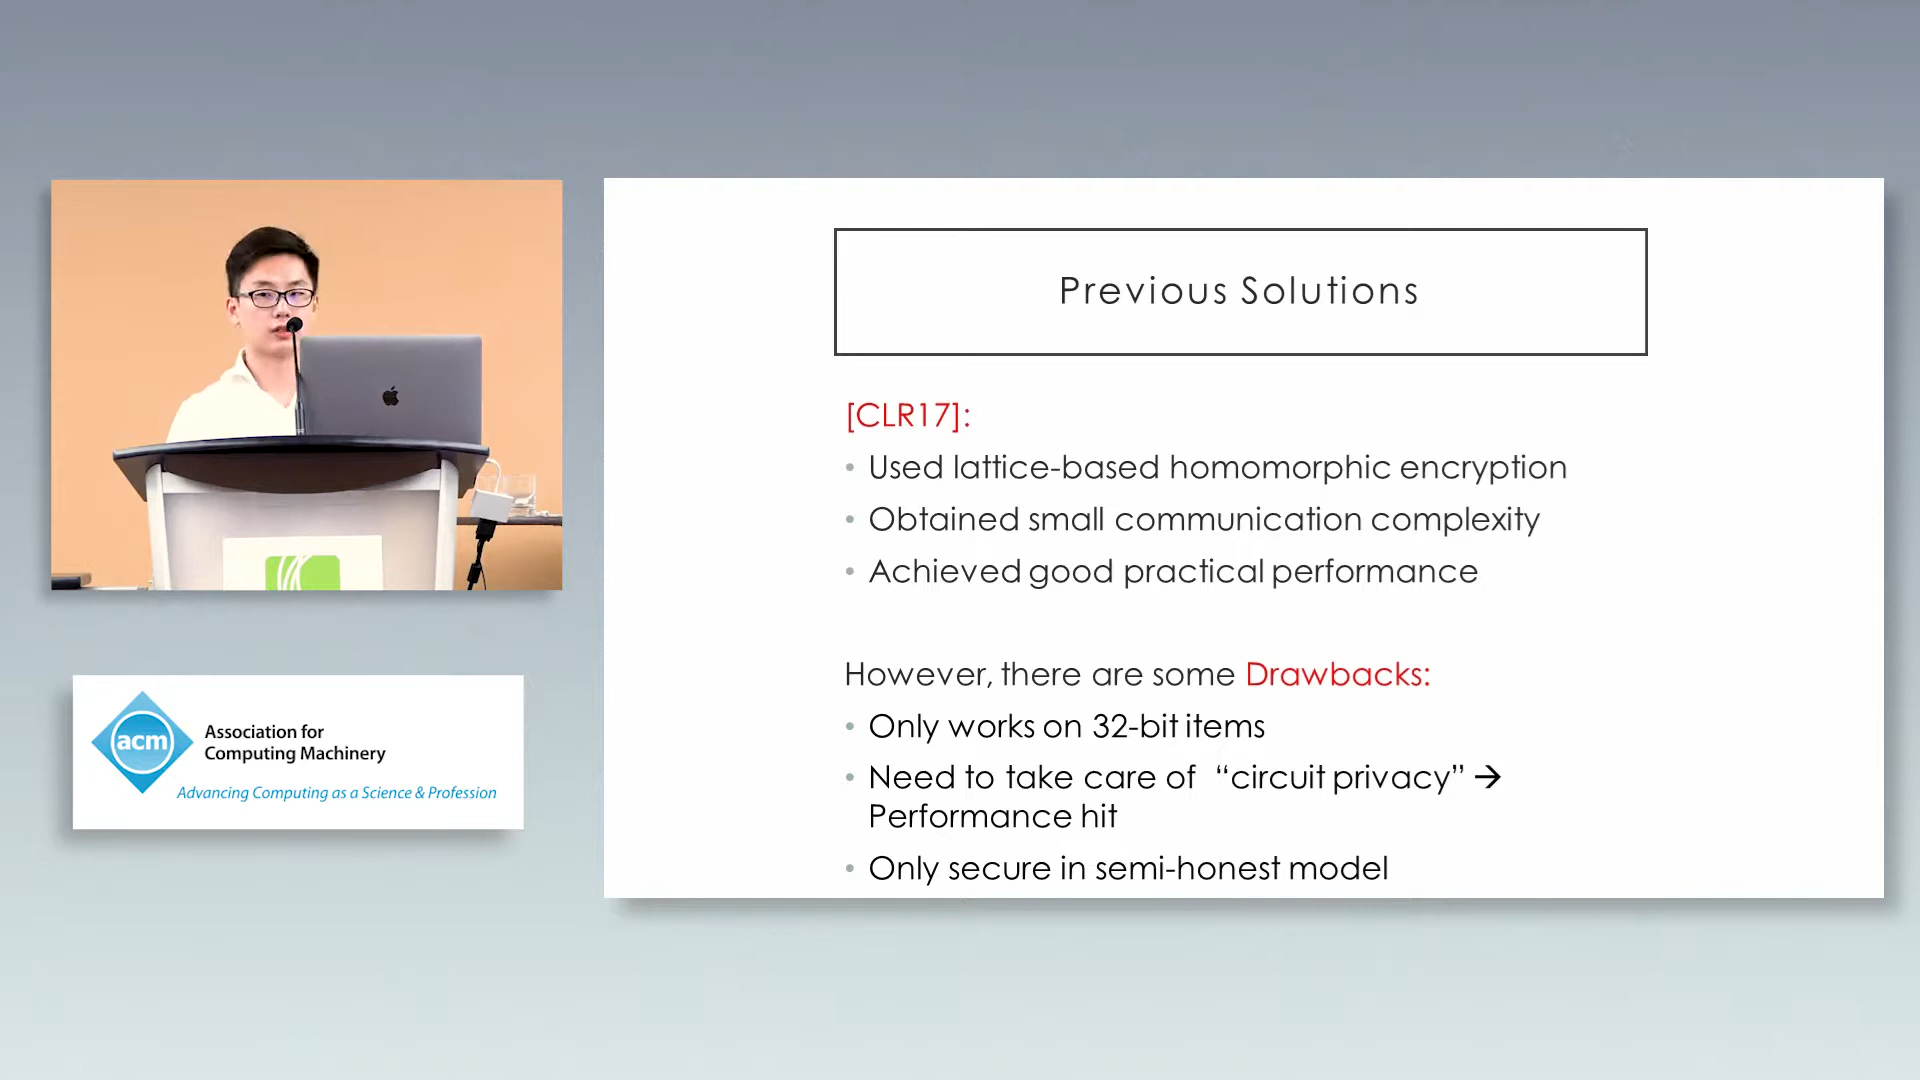 Previous Solutions
[CLR17]:
• Used lattice-based homomorphic encryption
• Obtained small communication complexity
• Achieved good practical performance
However, there are some Drawbacks:
• Only works on 32-bit items
• Need to take care of “circuit privacy” →
Performance hit
• Only secure in semi-honest model
acm
Association for
Computing Machinery
Advancing Computing as a Science & Profession